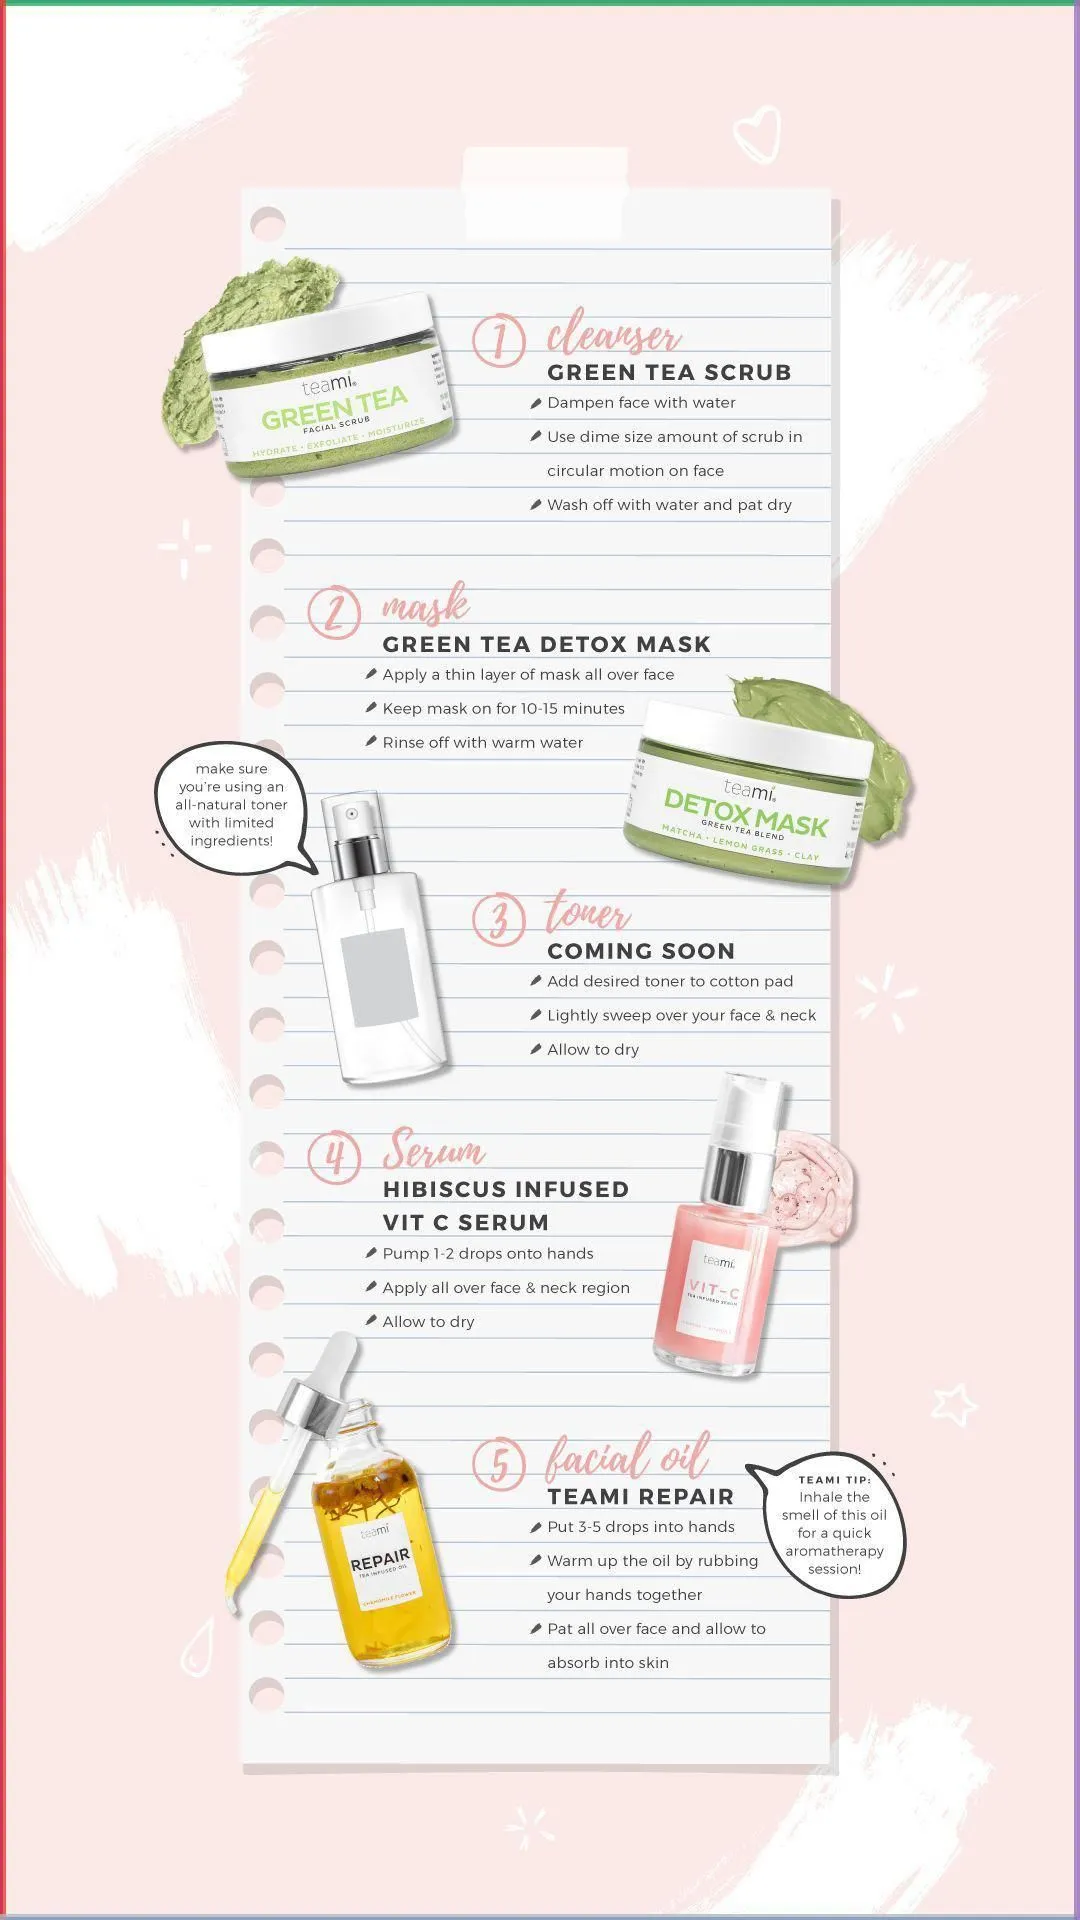 1 cleanser
GREEN TEA SCRUB
Dampen face with water
Use dime size amount of scrub in
circular motion on face
Wash off with water and pat dry
teami®
GREEN TEA
FACIAL SCRUB
HYDRATE • EXFOLIATE • MOISTURIZE
2 mask
GREEN TEA DETOX MASK
Apply a thin layer of mask all over face
Keep mask on for 10-15 minutes
Rinse off with warm water
teami®
DETOX MASK
GREEN TEA BLEND
MATCHA • LEMON GRASS • CLAY
make sure
you're using an
all-natural toner
with limited
ingredients!
3 toner
COMING SOON
Add desired toner to cotton pad
Lightly sweep over your face & neck
Allow to dry
4 Serum
HIBISCUS INFUSED
VIT C SERUM
Pump 1-2 drops onto hands
Apply all over face & neck region
Allow to dry
teami
VIT-C
TEA INFUSED SERUM
5 facial oil
TEAMI REPAIR
Put 3-5 drops into hands
Warm up the oil by rubbing
your hands together
Pat all over face and allow to
absorb into skin
teami
REPAIR
TEA INFUSED OIL
CHAMOMILE FLOWER
TEAMI TIP:
Inhale the
smell of this oil
for a quick
aromatherapy
session!